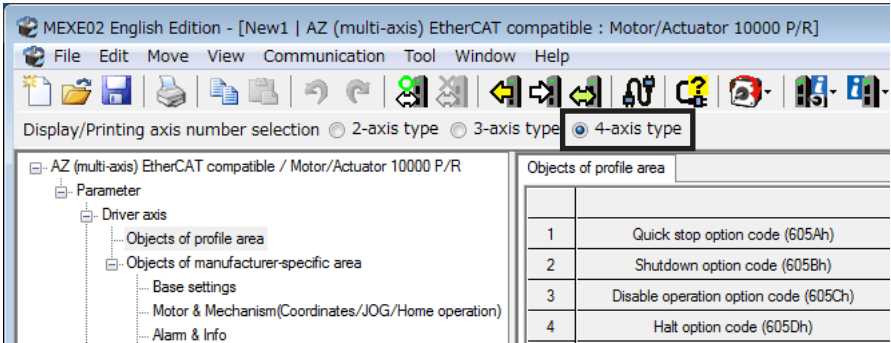 MEXE02 English Edition - [New1 | AZ (multi-axis) EtherCAT compatible : Motor/Actuator 10000 P/R]
File Edit Move View Communication Tool Window Help
Display/Printing axis number selection 2-axis type 3-axis type 4-axis type
AZ (multi-axis) EtherCAT compatible / Motor/Actuator 10000 P/R
Parameter
Driver axis
Objects of profile area
Objects of manufacturer-specific area
Base settings
Motor & Mechanism(Coordinates/JOG/Home operation)
Alarm & Info
Objects of profile area
1 Quick stop option code (605Ah)
2 Shutdown option code (605Bh)
3 Disable operation option code (605Ch)
4 Halt option code (605Dh)